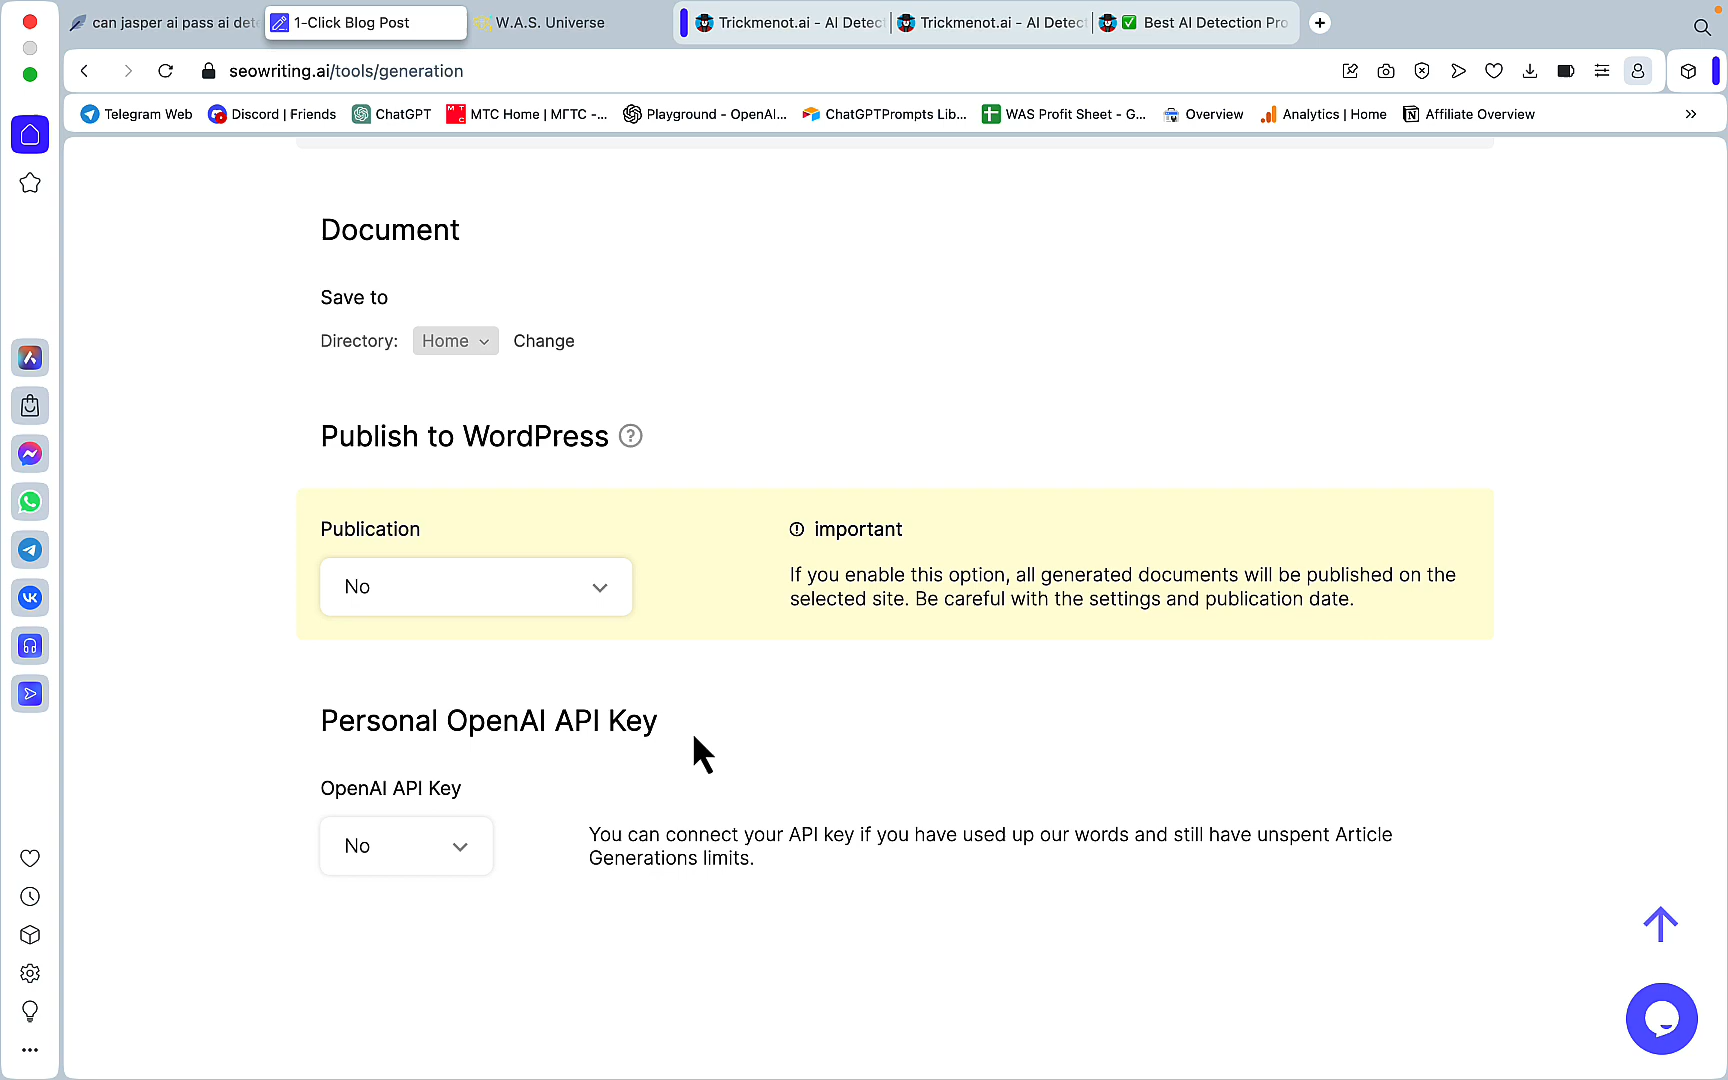 can jasper ai pass ai dete
1-Click Blog Post
W.A.S. Universe
Trickmenot.ai - AI Detect
Trickmenot.ai - AI Detect
✅ Best AI Detection Pro
seowriting.ai/tools/generation
Telegram Web
Discord | Friends
ChatGPT
MTC Home | МГТС -...
Playground - OpenAI...
ChatGPTPrompts Lib...
WAS Profit Sheet - G...
Overview
Analytics | Home
Affiliate Overview
Document
Save to
Directory: Home Change
Publish to WordPress
Publication
important
No
If you enable this option, all generated documents will be published on the
selected site. Be careful with the settings and publication date.
Personal OpenAI API Key
OpenAI API Key
No
You can connect your API key if you have used up our words and still have unspent Article
Generations limits.